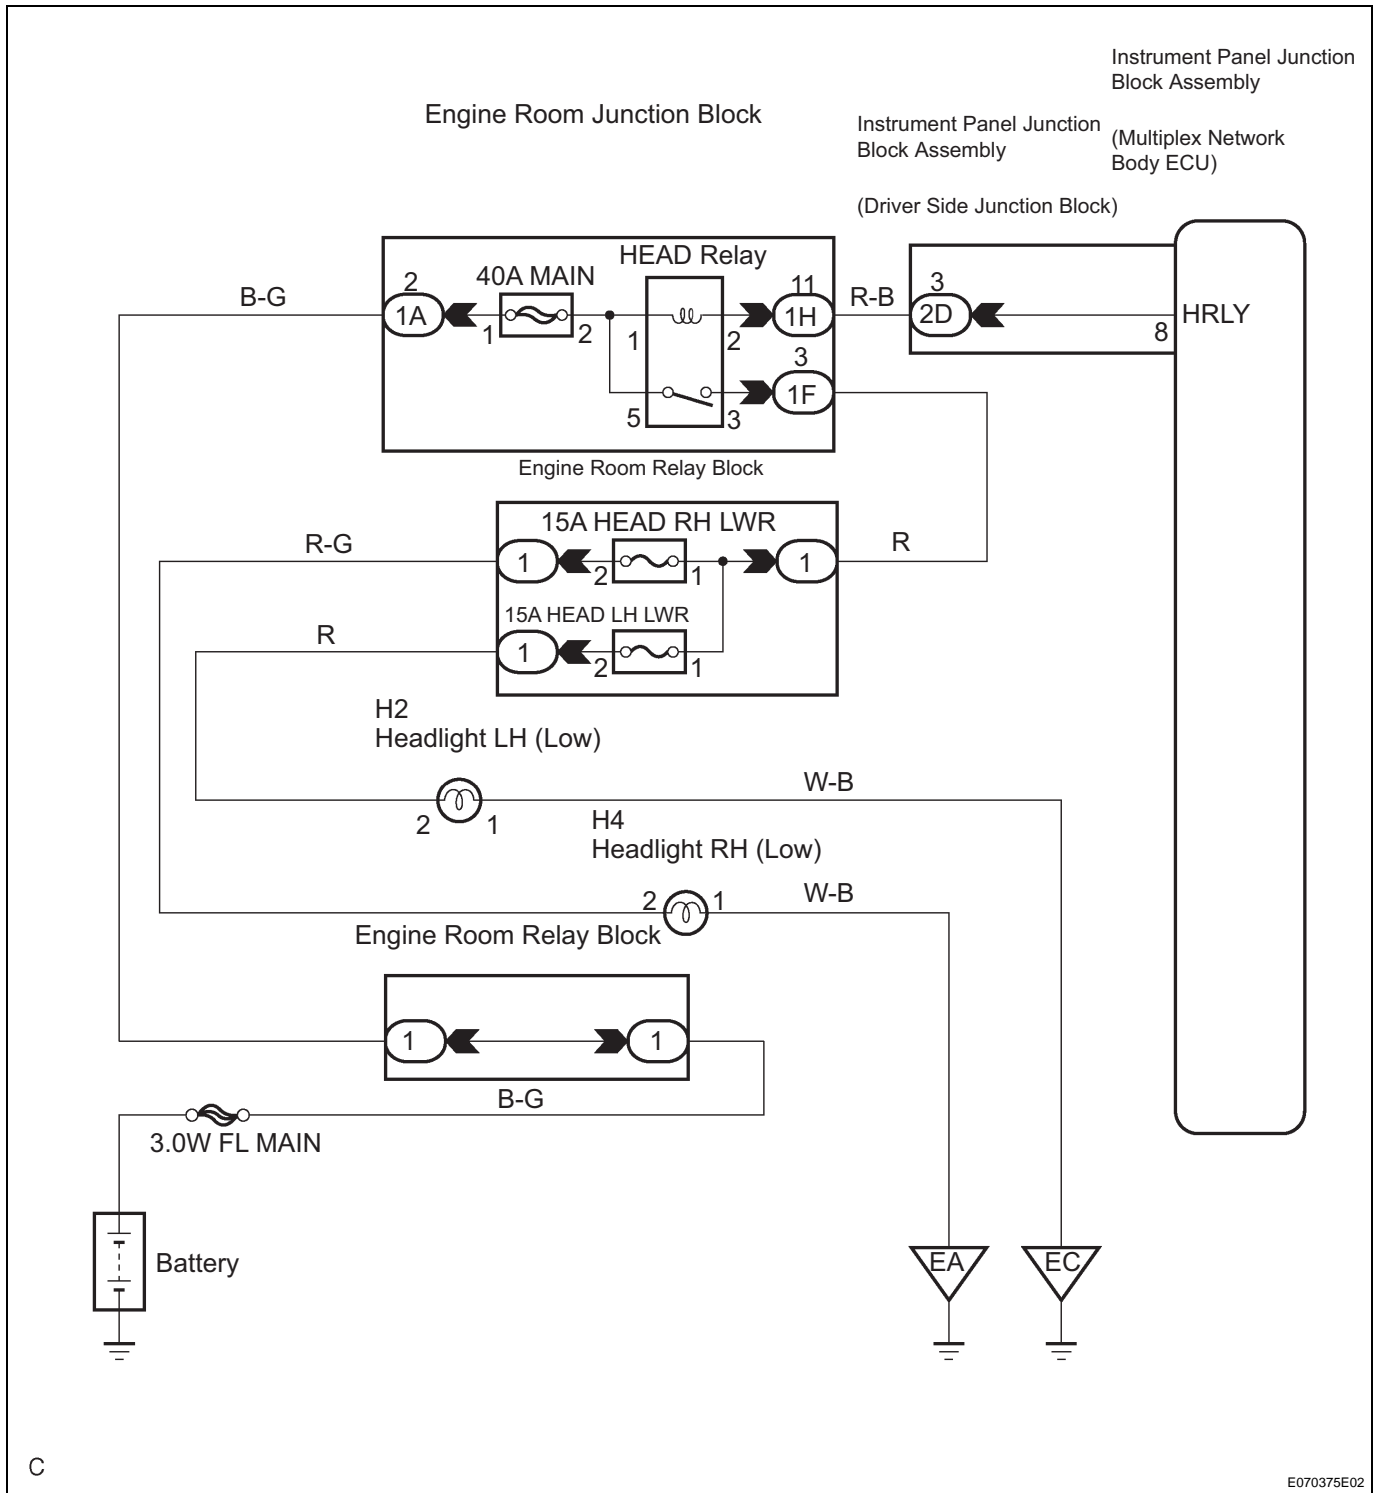 Instrument Panel Junction
Block Assembly
(Multiplex Network
Body ECU)
Engine Room Junction Block
Instrument Panel Junction
Block Assembly
(Driver Side Junction Block)
HEAD Relay
40A MAIN
B-G
2
1A
1
2
1
2
11
1H
R-B
3
2D
8
HRLY
5
3
3
1F
Engine Room Relay Block
15A HEAD RH LWR
R-G
1
2
1
1
R
15A HEAD LH LWR
R
1
2
1
H2
Headlight LH (Low)
W-B
2
1
H4
Headlight RH (Low)
2
1
W-B
Engine Room Relay Block
1
1
B-G
3.0W FL MAIN
Battery
EA
EC
C
E070375E02